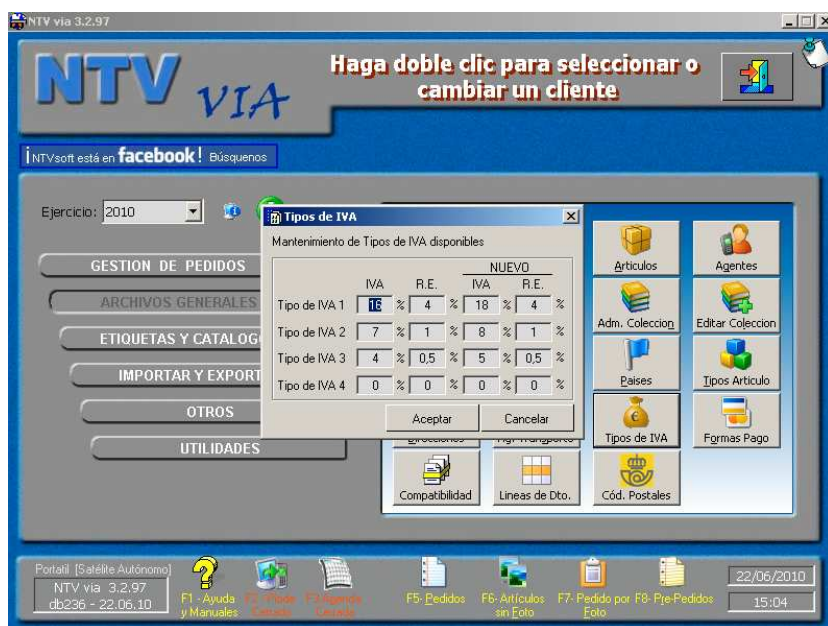 NTV via 3.2.97
NTV VIA
Haga doble clic para seleccionar o
cambiar un cliente
¡NTVsoft está en facebook! Búsquenos
Ejercicio: 2010
GESTION DE PEDIDOS
ARCHIVOS GENERALES
ETIQUETAS Y CATALOG
IMPORTAR Y EXPORT
OTROS
UTILIDADES
Tipos de IVA
Mantenimiento de Tipos de IVA disponibles
NUEVO
IVA R.E. IVA R.E.
Tipo de IVA 1 16 % 4 % 18 % 4 %
Tipo de IVA 2 7 % 1 % 8 % 1 %
Tipo de IVA 3 4 % 0,5 % 5 % 0,5 %
Tipo de IVA 4 0 % 0 % 0 % 0 %
Aceptar Cancelar
Articulos Agentes
Adm. Coleccion Editar Coleccion
Paises Tipos Articulo
Tipos de IVA Formas Pago
Compatibilidad Lineas de Dto. Cód. Postales
Portatil [Satélite Autónomo]
NTV via 3.2.97
db236 - 22.06.10
F1 - Ayuda
y Manuales
F5- Pedidos
F6- Artículos
sin Foto
F7- Pedido por
Foto
F8- Pre-Pedidos
22/06/2010
15:04